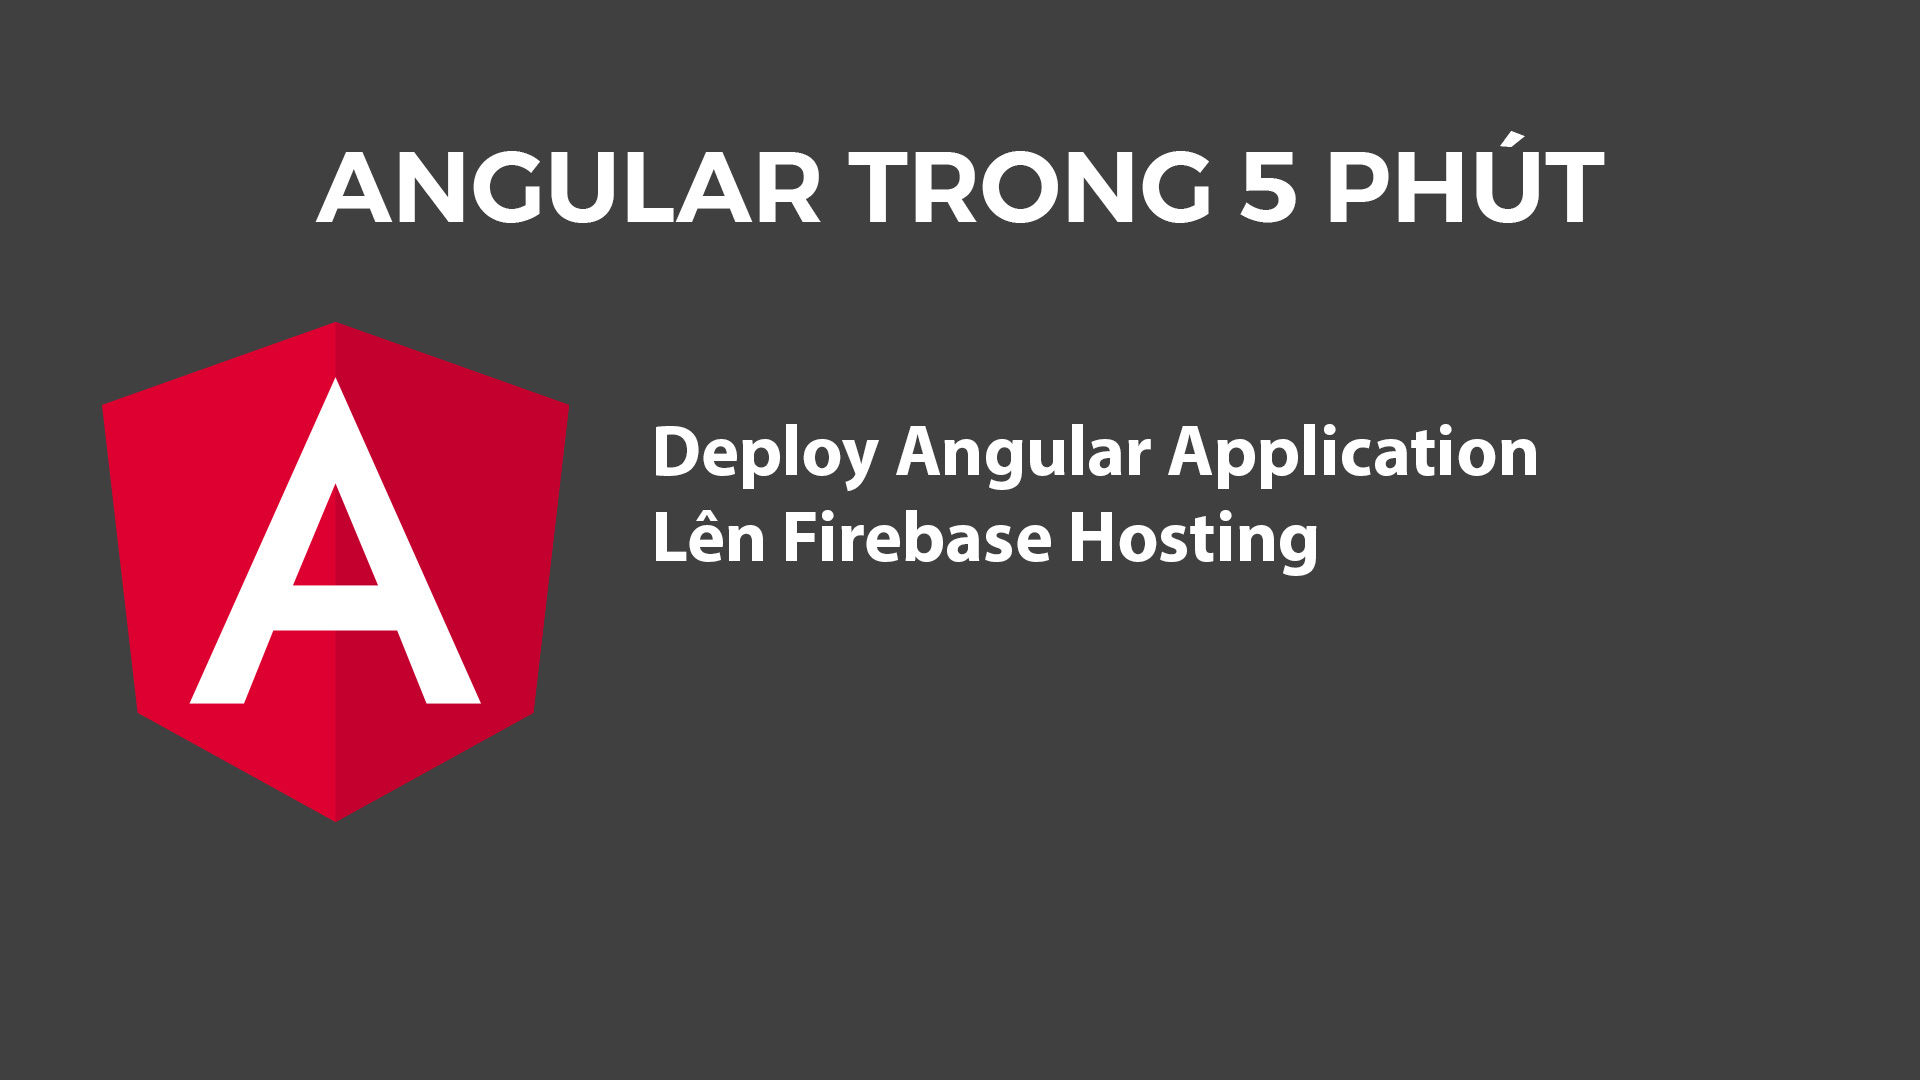 ANGULAR TRONG 5 PHÚT
A
Deploy Angular Application
Lên Firebase Hosting